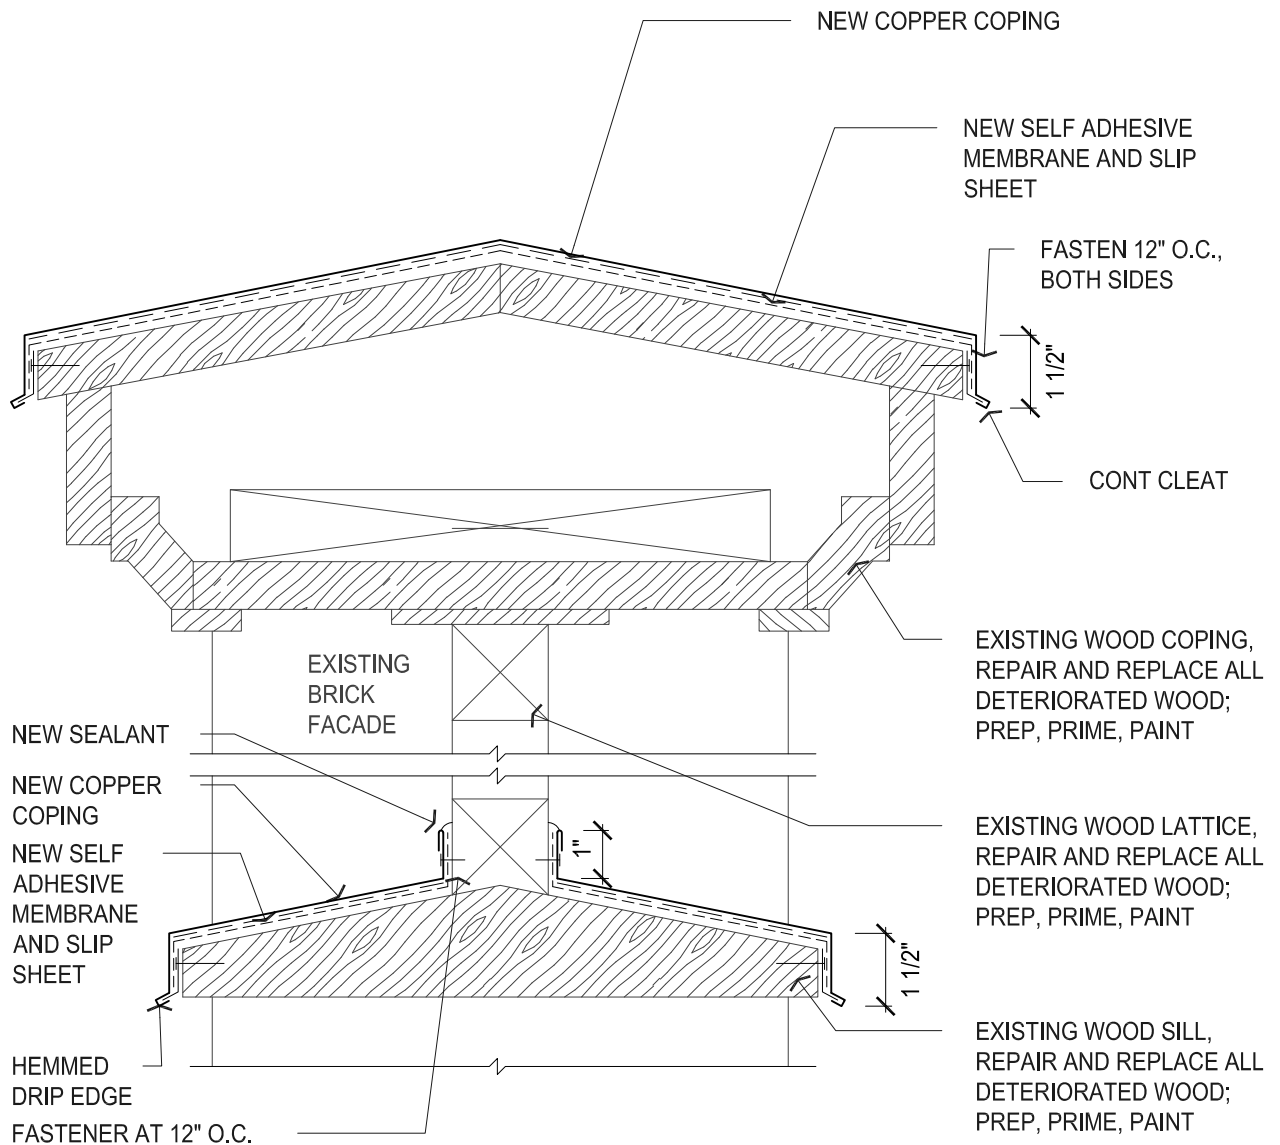 NEW COPPER COPING
NEW SELF ADHESIVE
MEMBRANE AND SLIP
SHEET
FASTEN 12" O.C.,
BOTH SIDES
1 1/2"
CONT CLEAT
EXISTING WOOD COPING,
REPAIR AND REPLACE ALL
DETERIORATED WOOD;
PREP, PRIME, PAINT
EXISTING
BRICK
FACADE
NEW SEALANT
NEW COPPER
COPING
NEW SELF
ADHESIVE
MEMBRANE
AND SLIP
SHEET
1"
EXISTING WOOD LATTICE,
REPAIR AND REPLACE ALL
DETERIORATED WOOD;
PREP, PRIME, PAINT
1 1/2"
EXISTING WOOD SILL,
REPAIR AND REPLACE ALL
DETERIORATED WOOD;
PREP, PRIME, PAINT
HEMMED
DRIP EDGE
FASTENER AT 12" O.C.